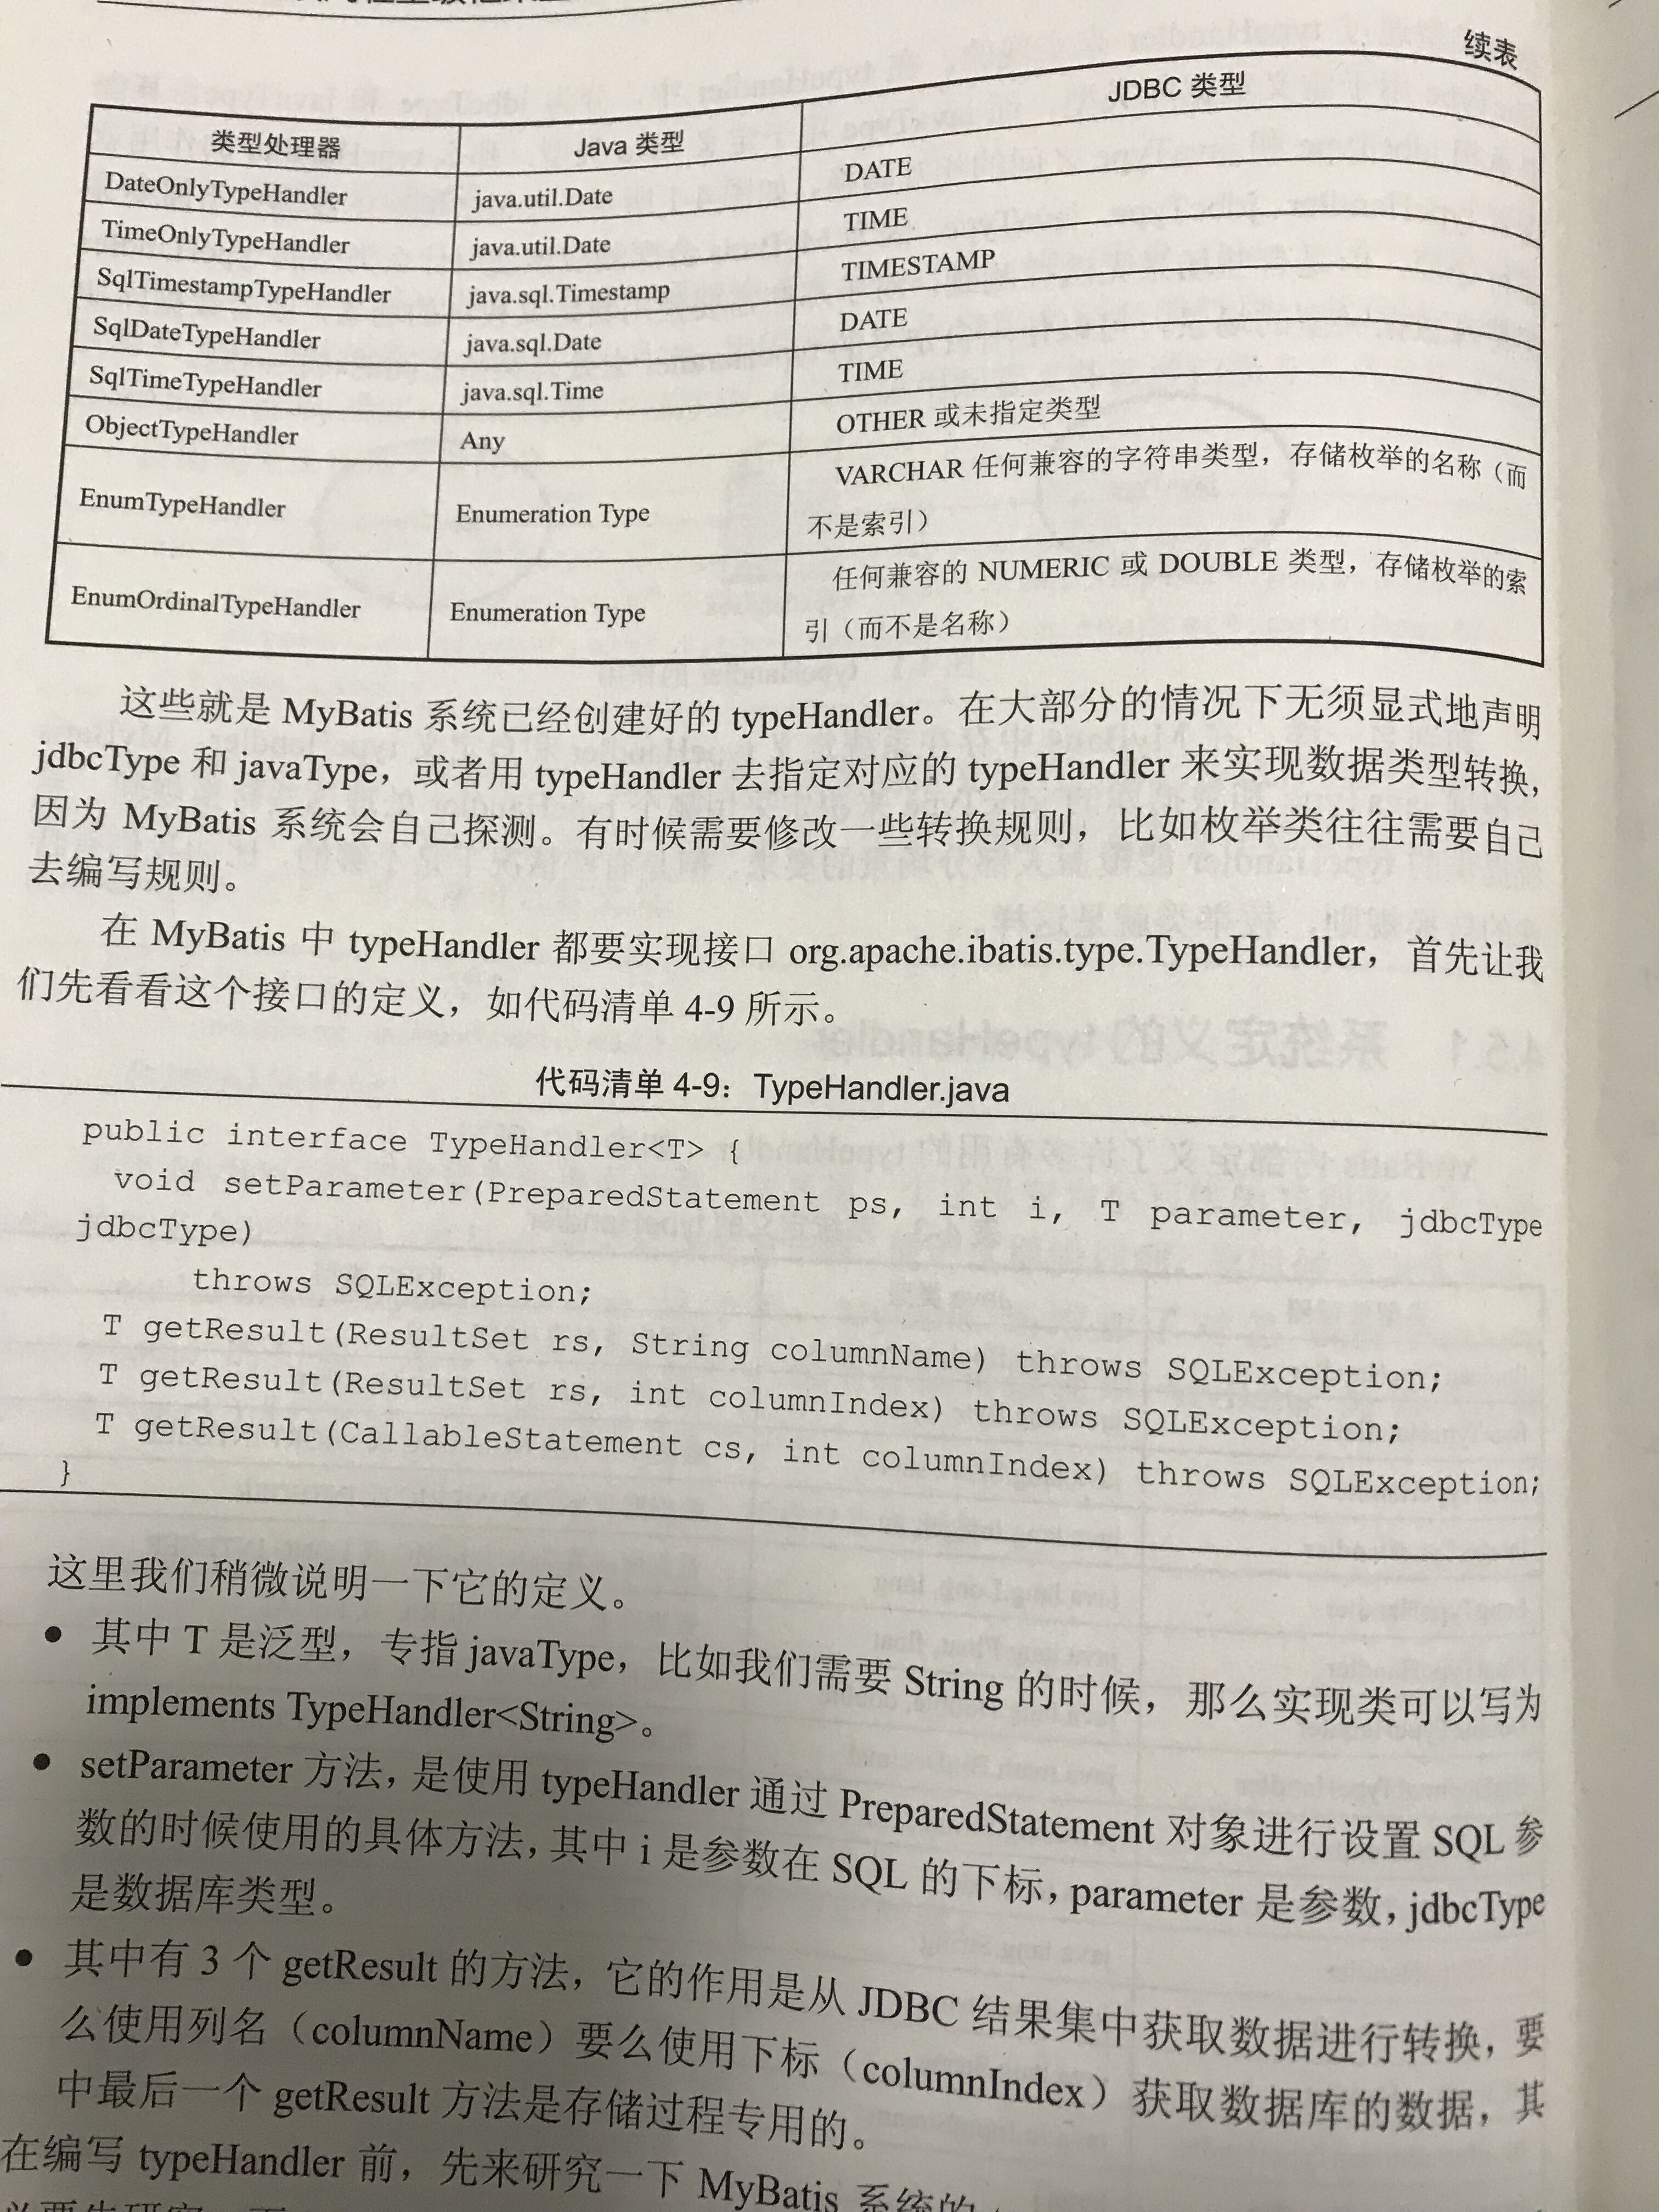 续表
类型处理器 Java 类型 JDBC 类型
DateOnlyTypeHandler java.util.Date DATE
TimeOnlyTypeHandler java.util.Date TIME
SqlTimestampTypeHandler java.sql.Timestamp TIMESTAMP
SqlDateTypeHandler java.sql.Date DATE
SqlTimeTypeHandler java.sql.Time TIME
ObjectTypeHandler Any OTHER 或未指定类型
EnumTypeHandler Enumeration Type VARCHAR 任何兼容的字符串类型，存储枚举的名称（而
不是索引）
EnumOrdinalTypeHandler Enumeration Type 任何兼容的 NUMERIC 或 DOUBLE 类型，存储枚举的索
引（而不是名称）
这些就是 MyBatis 系统已经创建好的 typeHandler。在大部分的情况下无须显式地声明
jdbcType 和 javaType，或者用 typeHandler 去指定对应的 typeHandler 来实现数据类型转换，
因为 MyBatis 系统会自己探测。有时候需要修改一些转换规则，比如枚举类往往需要自己
去编写规则。
在 MyBatis 中 typeHandler 都要实现接口 org.apache.ibatis.type.TypeHandler，首先让我
们先看看这个接口的定义，如代码清单 4-9 所示。
代码清单 4-9：TypeHandler.java
public interface TypeHandler<T> {
void setParameter(PreparedStatement ps, int i, T parameter, jdbcType
jdbcType)
throws SQLException;
T getResult(ResultSet rs, String columnName) throws SQLException;
T getResult(ResultSet rs, int columnIndex) throws SQLException;
T getResult(CallableStatement cs, int columnIndex) throws SQLException;
}
这里我们稍微说明一下它的定义。
● 其中 T 是泛型，专指 javaType，比如我们需要 String 的时候，那么实现类可以写为
implements TypeHandler<String>。
● setParameter 方法，是使用 typeHandler 通过 PreparedStatement 对象进行设置 SQL 参
数的时候使用的具体方法，其中 i 是参数在 SQL 的下标，parameter 是参数，jdbcType
是数据库类型。
● 其中有 3 个 getResult 的方法，它的作用是从 JDBC 结果集中获取数据进行转换，要
么使用列名（columnName）要么使用下标（columnIndex）获取数据库的数据，其
中最后一个 getResult 方法是存储过程专用的。
在编写 typeHandler 前，先来研究一下 MyBatis 系统的